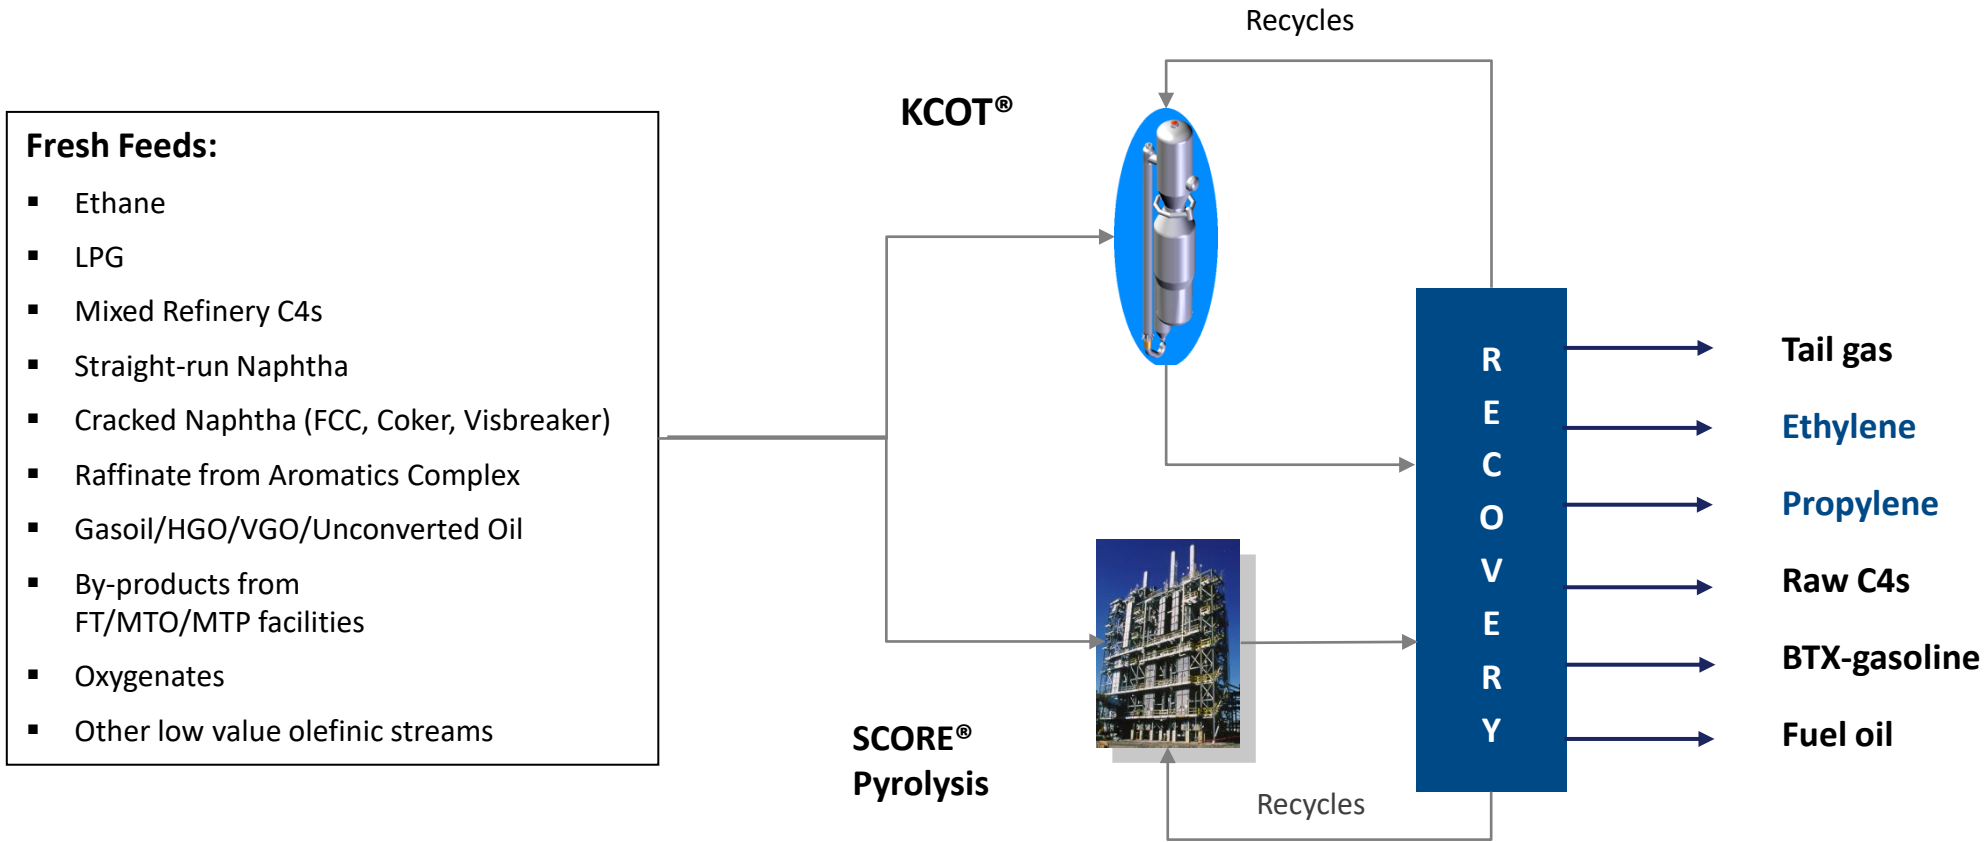 Recycles
KCOT®
Fresh Feeds:
▪ Ethane
▪ LPG
▪ Mixed Refinery C4s
▪ Straight-run Naphtha
▪ Cracked Naphtha (FCC, Coker, Visbreaker)
▪ Raffinate from Aromatics Complex
▪ Gasoil/HGO/VGO/Unconverted Oil
▪ By-products from
FT/MTO/MTP facilities
▪ Oxygenates
▪ Other low value olefinic streams
SCORE®
Pyrolysis
Recycles
R
E
C
O
V
E
R
Y
Tail gas
Ethylene
Propylene
Raw C4s
BTX-gasoline
Fuel oil